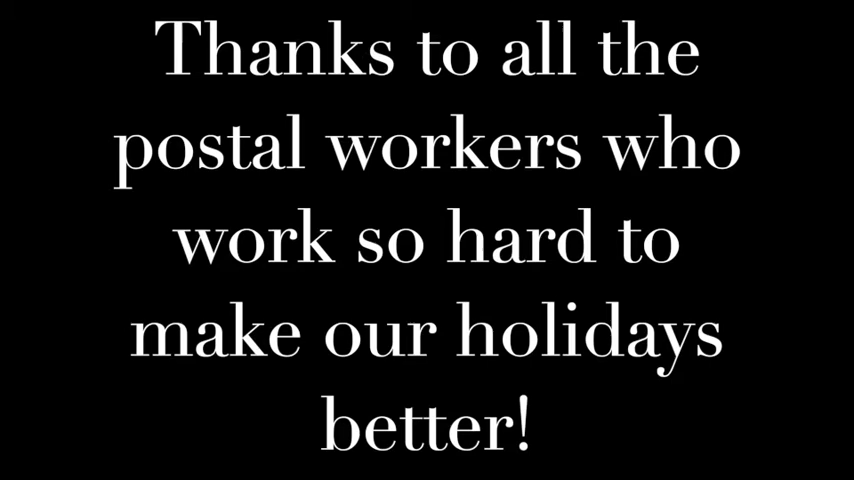 Thanks to all the
postal workers who
work so hard to
make our holidays
better!